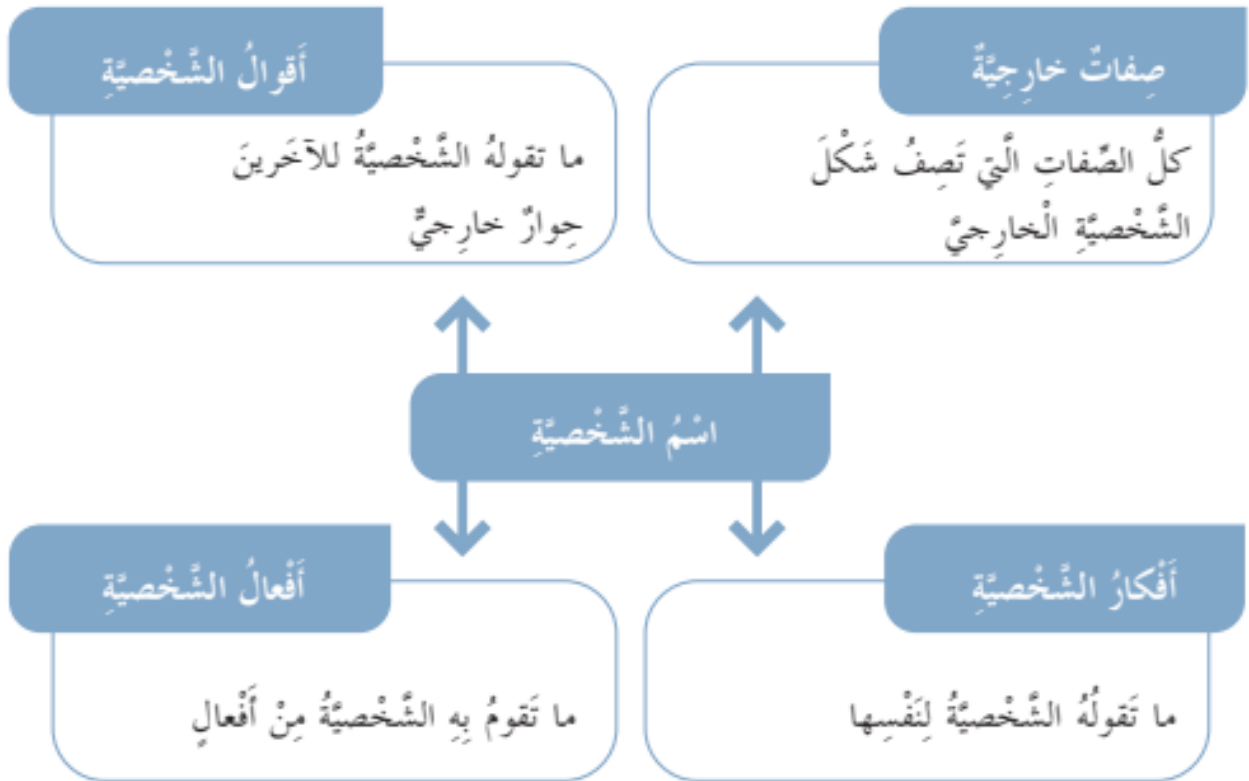 صِفاتٌ خارِجِيَّةٌ
كلُّ الصِّفاتِ الَّتي تَصِفُ شَكْلَ
الشَّخْصيَّةِ الْخارِجيَّ
أَقوالُ الشَّخْصيَّةِ
ما تقولهُ الشَّخْصيَّةُ للآخَرينَ
حِوارٌ خارِجيٌّ
اسْمُ الشَّخْصيَّةِ
أَفْكارُ الشَّخْصيَّةِ
ما تَقولُهُ الشَّخْصيَّةُ لِنَفْسِها
أَفْعالُ الشَّخْصيَّةِ
ما تَقومُ بِهِ الشَّخْصيَّةُ مِنْ أَفْعالٍ